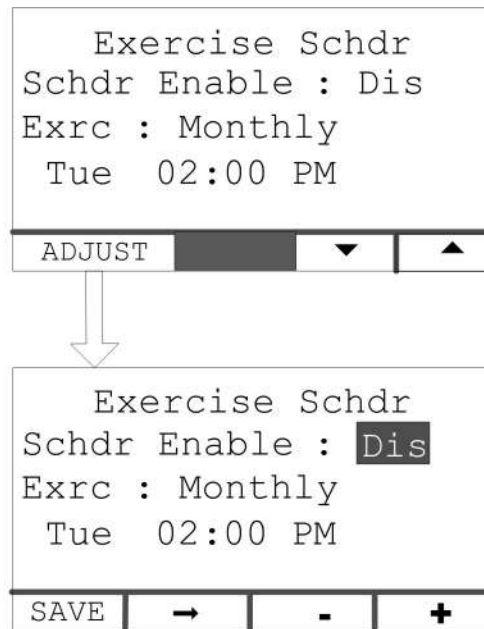 Exercise Schdr
Schdr Enable : Dis
Exrc : Monthly
Tue 02:00 PM
ADJUST ▼ ▲
Exercise Schdr
Schdr Enable : Dis
Exrc : Monthly
Tue 02:00 PM
SAVE → - +